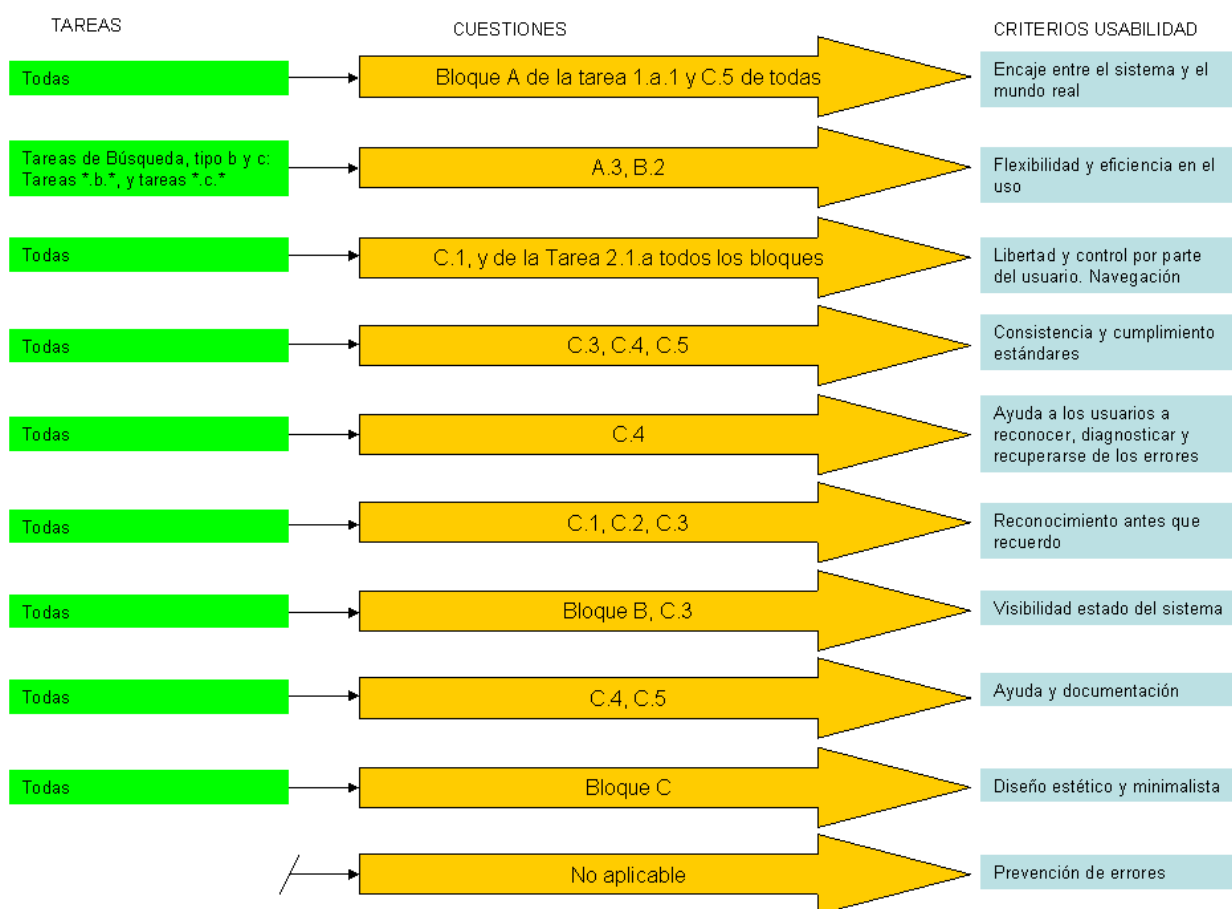 TAREAS
CUESTIONES
CRITERIOS USABILIDAD
Todas
Bloque A de la tarea 1.a.1 y C.5 de todas
Encaje entre el sistema y el
mundo real
Tareas de Búsqueda, tipo b y c:
Tareas *.b.*, y tareas *.c.*
A.3, B.2
Flexibilidad y eficiencia en el
uso
Todas
C.1, y de la Tarea 2.1.a todos los bloques
Libertad y control por parte
del usuario. Navegación
Todas
C.3, C.4, C.5
Consistencia y cumplimiento
estándares
Todas
C.4
Ayuda a los usuarios a
reconocer, diagnosticar y
recuperarse de los errores
Todas
C.1, C.2, C.3
Reconocimiento antes que
recuerdo
Todas
Bloque B, C.3
Visibilidad estado del sistema
Todas
C.4, C.5
Ayuda y documentación
Todas
Bloque C
Diseño estético y minimalista
No aplicable
Prevención de errores